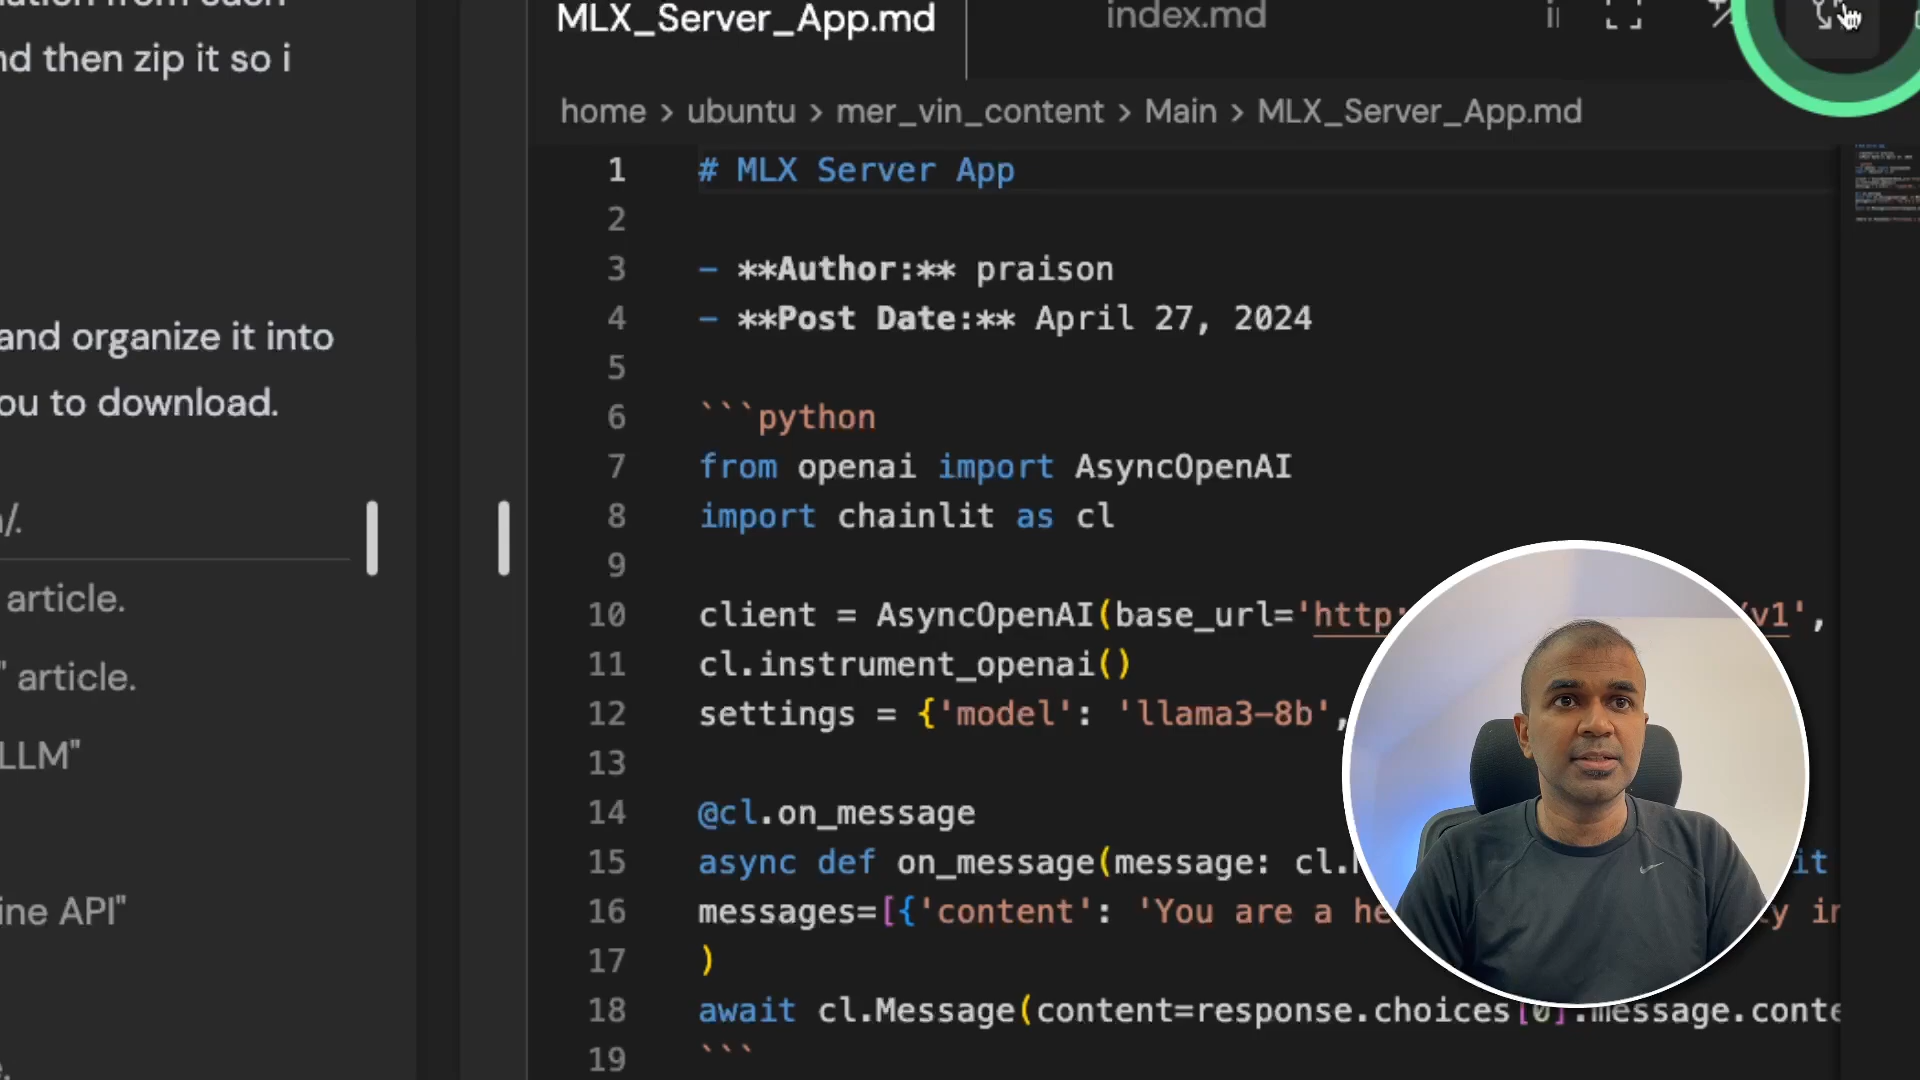 nd then zip it so i
and organize it into
ou to download.
article.
" article.
LLM"
ine API"
MLX_Server_App.md
index.md
home > ubuntu > mer_vin_content > Main > MLX_Server_App.md
1 # MLX Server App
2
3 - **Author:** praison
4 - **Post Date:** April 27, 2024
5
6 ```python
7 from openai import AsyncOpenAI
8 import chainlit as cl
9
10 client = AsyncOpenAI(base_url='http: /v1',
11 cl.instrument_openai()
12 settings = {'model': 'llama3-8b',
13
14 @cl.on_message
15 async def on_message(message: cl.
16 messages=[{'content': 'You are a he
17 )
18 await cl.Message(content=response.choices[0].message.conte
19 ```